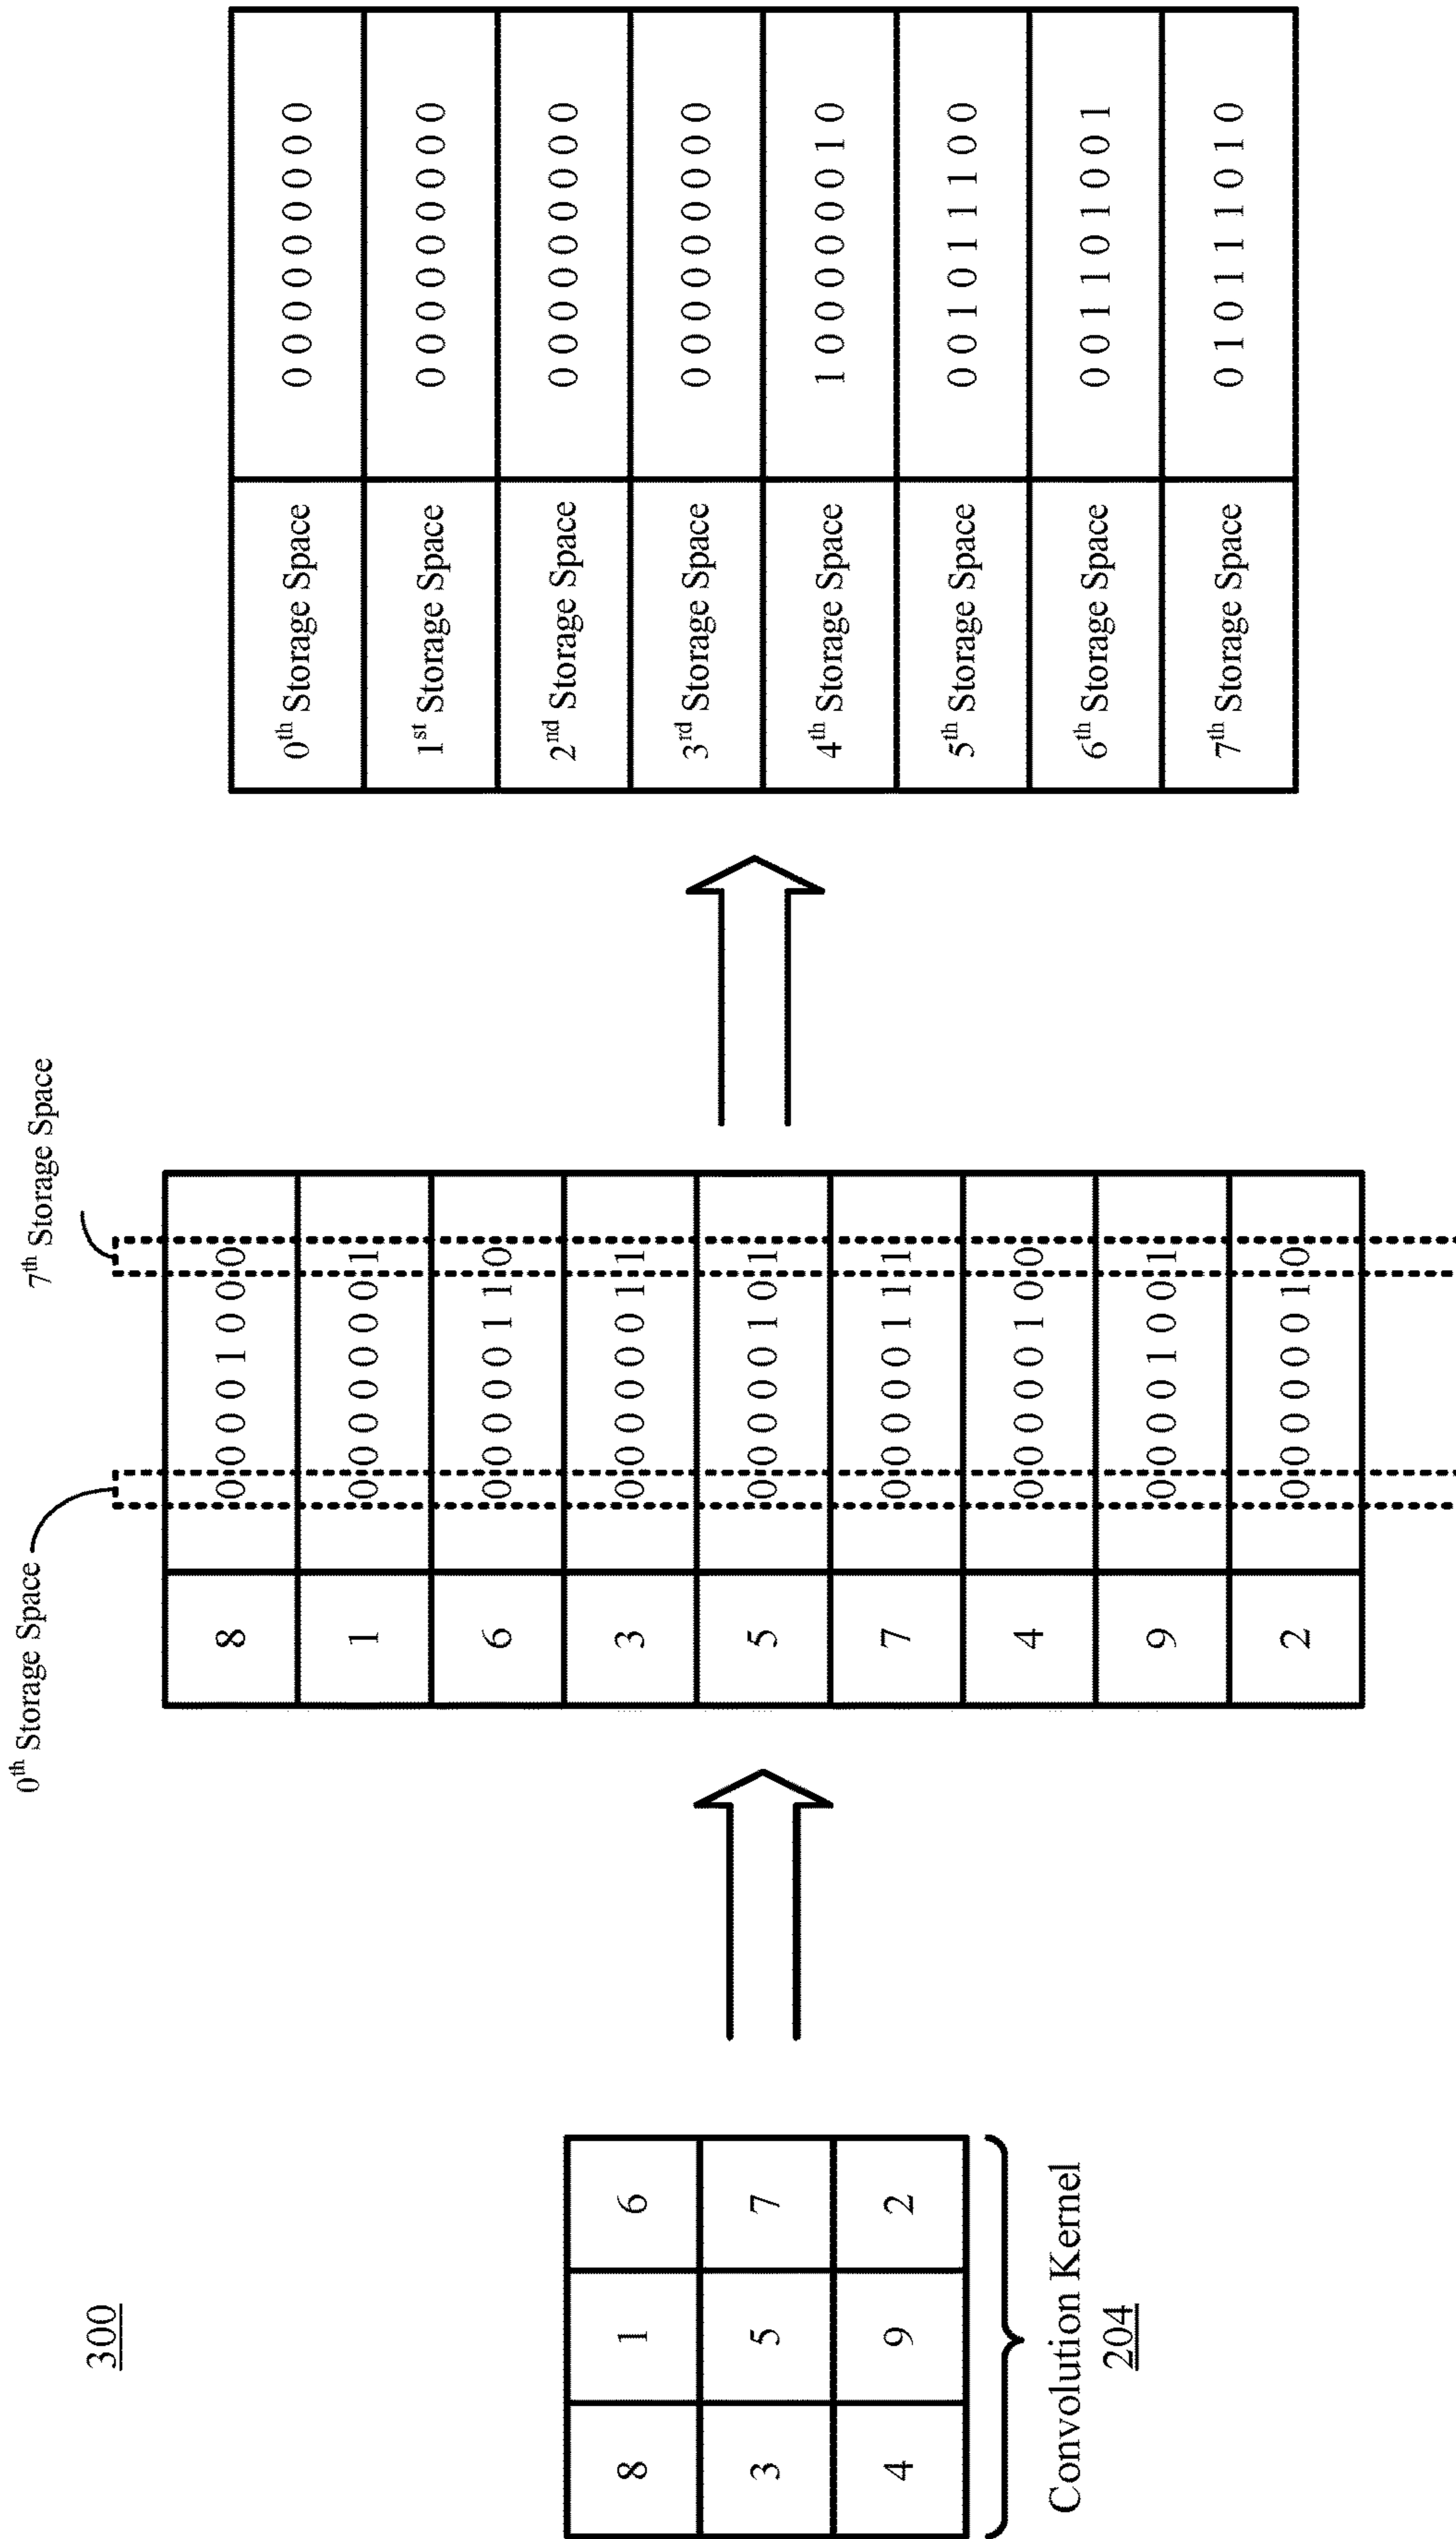 300
8 1 6
3 5 7
4 9 2
Convolution Kernel
204
0th Storage Space
7th Storage Space
8 0 0 0 0 1 0 0 0
1 0 0 0 0 0 0 0 1
6 0 0 0 0 0 1 1 0
3 0 0 0 0 0 0 1 1
5 0 0 0 0 0 1 0 1
7 0 0 0 0 0 1 1 1
4 0 0 0 0 0 1 0 0
9 0 0 0 0 1 0 0 1
2 0 0 0 0 0 0 1 0
0th Storage Space 0 0 0 0 0 0 0 0 0
1st Storage Space 0 0 0 0 0 0 0 0 0
2nd Storage Space 0 0 0 0 0 0 0 0 0
3rd Storage Space 0 0 0 0 0 0 0 0 0
4th Storage Space 1 0 0 0 0 0 0 1 0
5th Storage Space 0 0 1 0 1 1 1 0 0
6th Storage Space 0 0 1 1 0 1 0 0 1
7th Storage Space 0 1 0 1 1 1 0 1 0